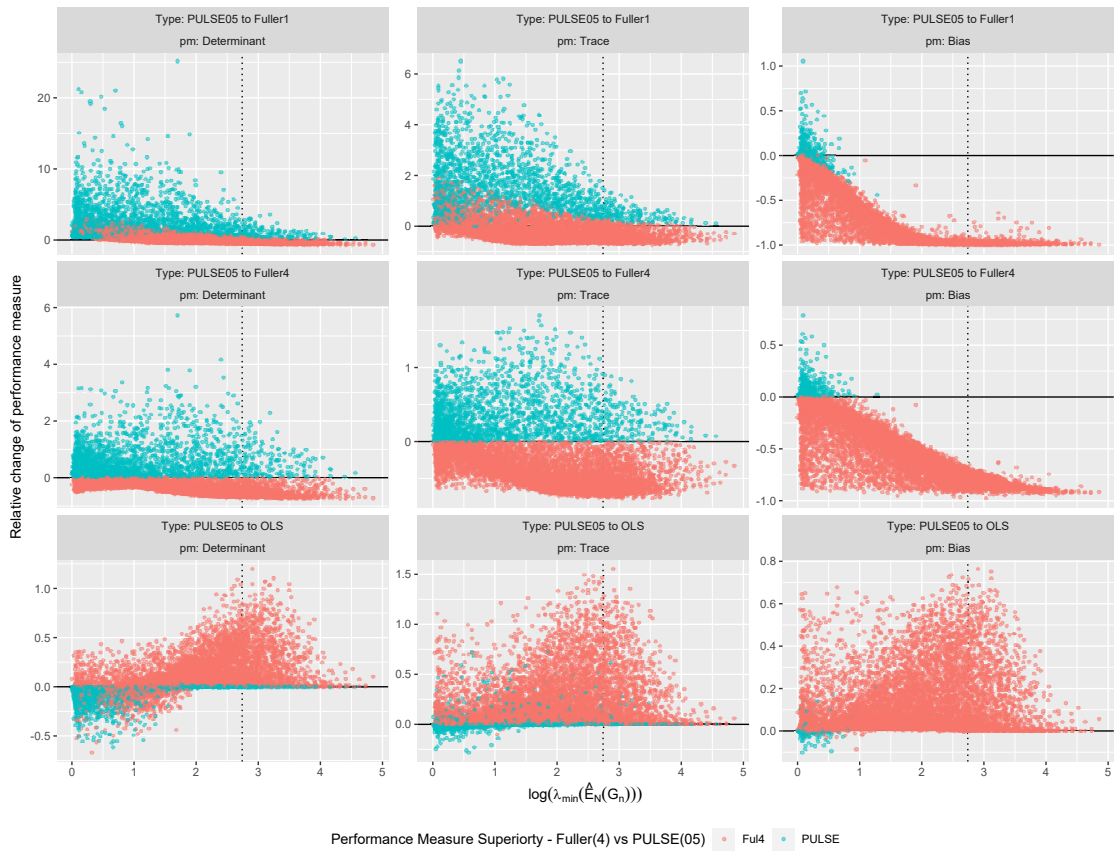 Type: PULSE05 to Fuller1
pm: Determinant
Type: PULSE05 to Fuller1
pm: Trace
Type: PULSE05 to Fuller1
pm: Bias
20
10
0
6
4
2
0
1.0
0.5
0.0
-0.5
-1.0
Type: PULSE05 to Fuller4
pm: Determinant
Type: PULSE05 to Fuller4
pm: Trace
Type: PULSE05 to Fuller4
pm: Bias
6
4
2
0
1
0
0.5
0.0
-0.5
-1.0
Type: PULSE05 to OLS
pm: Determinant
Type: PULSE05 to OLS
pm: Trace
Type: PULSE05 to OLS
pm: Bias
1.0
0.5
0.0
-0.5
1.5
1.0
0.5
0.0
0.8
0.6
0.4
0.2
0.0
0 1 2 3 4 5
0 1 2 3 4 5
0 1 2 3 4 5
Relative change of performance measure
log(λmin(ÊN(Gn)))
Performance Measure Superiorty - Fuller(4) vs PULSE(05) Ful4 PULSE